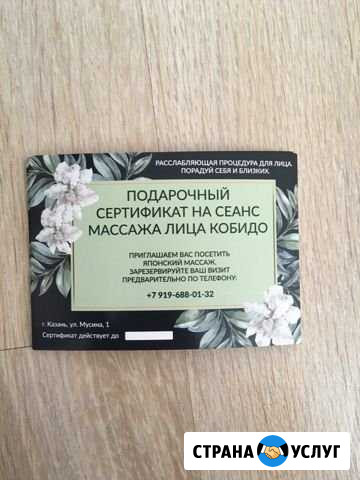 РАССЛАБЛЯЮЩАЯ ПРОЦЕДУРА ДЛЯ ЛИЦА.
ПОРАДУЙ СЕБЯ И БЛИЗКИХ.
ПОДАРОЧНЫЙ
СЕРТИФИКАТ НА СЕАНС
МАССАЖА ЛИЦА КОБИДО
ПРИГЛАШАЕМ ВАС ПОСЕТИТЬ
ЯПОНСКИЙ МАССАЖ.
ЗАРЕЗЕРВИРУЙТЕ ВАШ ВИЗИТ
ПРЕДВАРИТЕЛЬНО ПО ТЕЛЕФОНУ:
+7 919-688-01-32
г. Казань, ул. Мусина, 1
Сертификат действует до
СТРАНА УСЛУГ